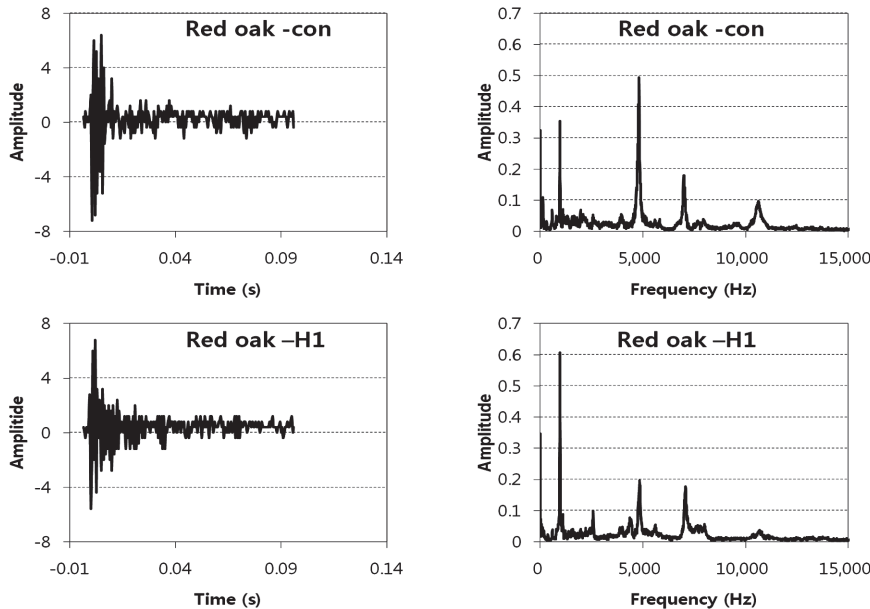 Red oak -con
8
4
0
-4
-8
Amplitude
-0.01 0.04 0.09 0.14
Time (s)
Red oak -con
0.7
0.6
0.5
0.4
0.3
0.2
0.1
0
Amplitude
0 5,000 10,000 15,000
Frequency (Hz)
Red oak –H1
8
4
0
-4
-8
Amplitide
-0.01 0.04 0.09 0.14
Time (s)
Red oak –H1
0.7
0.6
0.5
0.4
0.3
0.2
0.1
0
Amplitude
0 5,000 10,000 15,000
Frequency (Hz)